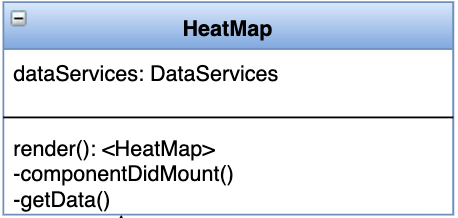 HeatMap
dataServices: DataServices
render(): <HeatMap>
-componentDidMount()
-getData()